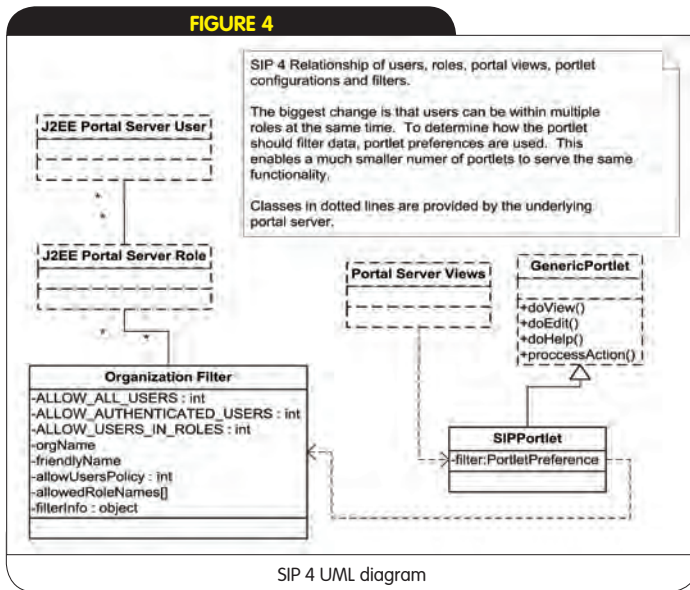 FIGURE 4
SIP 4 Relationship of users, roles, portal views, portlet
configurations and filters.
The biggest change is that users can be within multiple
roles at the same time. To determine how the portlet
should filter data, portlet preferences are used. This
enables a much smaller numer of portlets to serve the same
functionality.
Classes in dotted lines are provided by the underlying
portal server.
J2EE Portal Server User
*
*
J2EE Portal Server Role
*
*
Portal Server Views
GenericPortlet
+doView()
+doEdit()
+doHelp()
+proccessAction()
Organization Filter
-ALLOW_ALL_USERS : int
-ALLOW_AUTHENTICATED_USERS : int
-ALLOW_USERS_IN_ROLES : int
-orgName
-friendlyName
-allowUsersPolicy : int
-allowedRoleNames[]
-filterInfo : object
SIPPortlet
-filter:PortletPreference
SIP 4 UML diagram